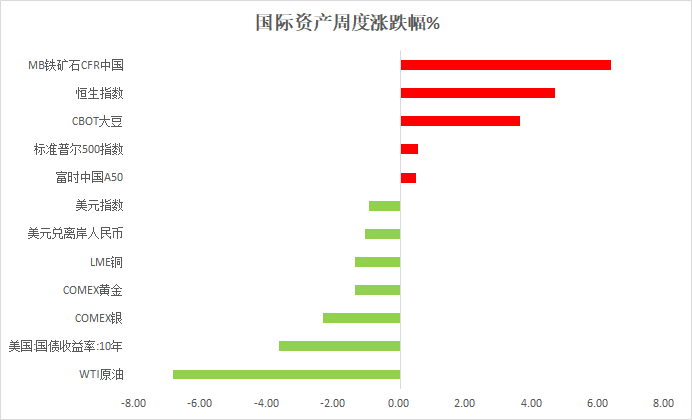 国际资产周度涨跌幅%
MB铁矿石CFR中国
恒生指数
CBOT大豆
标准普尔500指数
富时中国A50
美元指数
美元兑离岸人民币
LME铜
COMEX黄金
COMEX银
美国:国债收益率:10年
WTI原油
-8.00 -6.00 -4.00 -2.00 0.00 2.00 4.00 6.00 8.00